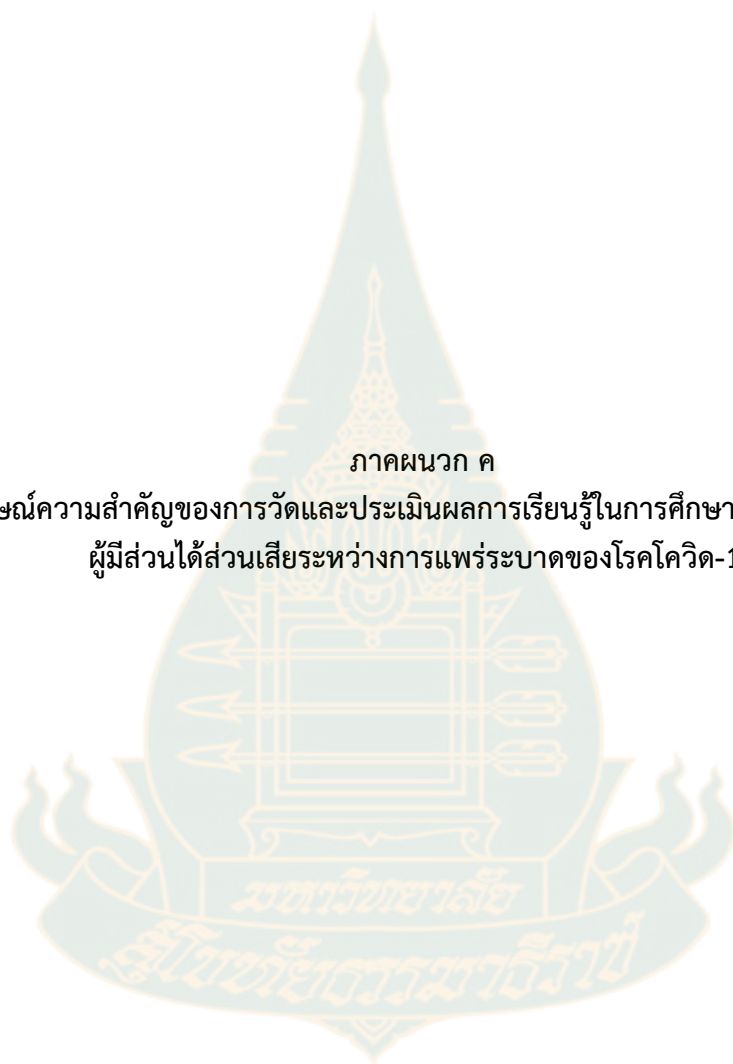 ภาคผนวก ค
ษณ์ความสำคัญของการวัดและประเมินผลการเรียนรู้ในการศึกษา
ผู้มีส่วนได้ส่วนเสียระหว่างการแพร่ระบาดของโรคโควิด-1
มหาวิทยาลัย
สุโขทัยธรรมาธิราช